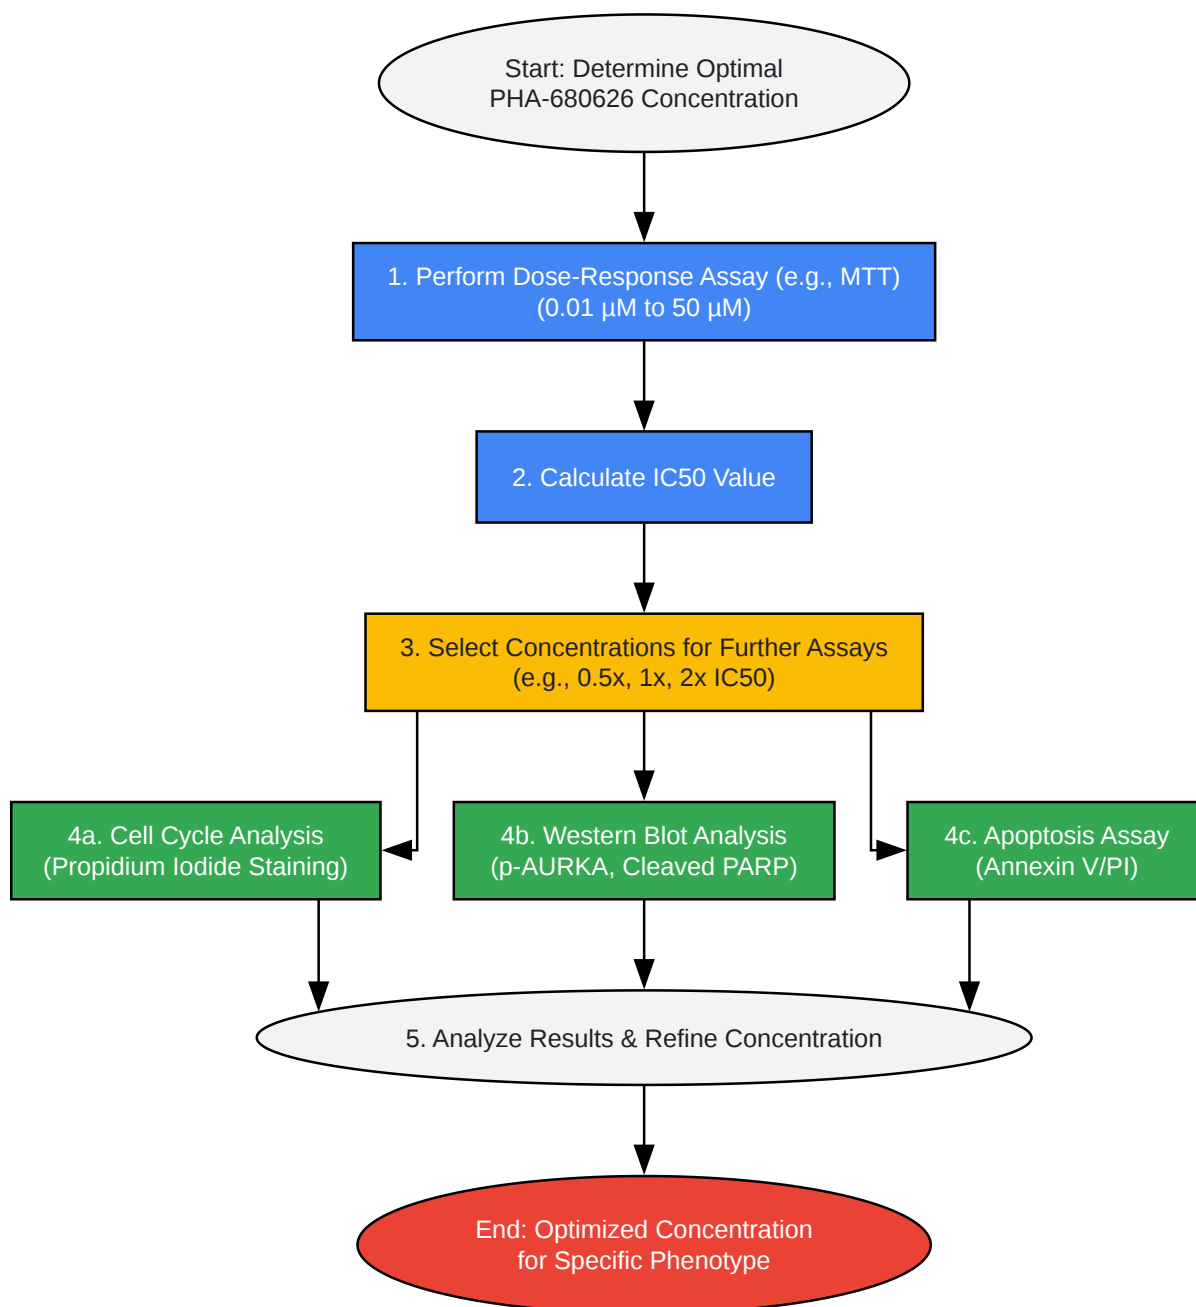 Start: Determine Optimal
PHA-680626 Concentration
1. Perform Dose-Response Assay (e.g., MTT)
(0.01 µM to 50 µM)
2. Calculate IC50 Value
3. Select Concentrations for Further Assays
(e.g., 0.5x, 1x, 2x IC50)
4a. Cell Cycle Analysis
(Propidium Iodide Staining)
4b. Western Blot Analysis
(p-AURKA, Cleaved PARP)
4c. Apoptosis Assay
(Annexin V/PI)
5. Analyze Results & Refine Concentration
End: Optimized Concentration
for Specific Phenotype